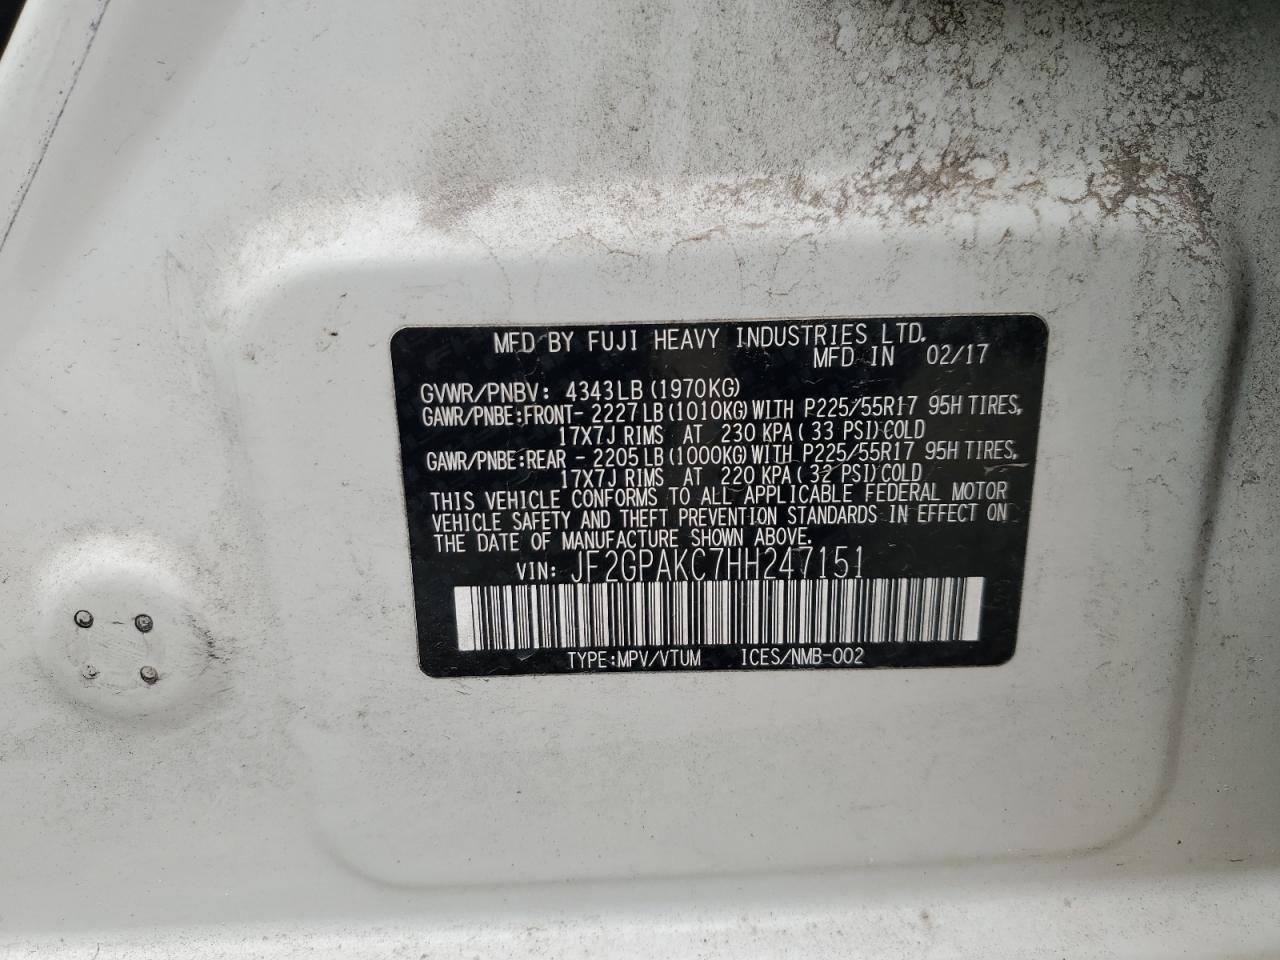 MFD BY FUJI HEAVY INDUSTRIES LTD.
MFD IN 02/17
GVWR/PNBV: 4343LB (1970KG)
GAWR/PNBE:FRONT- 2227 LB (1010KG) WITH P225/55R17 95H TIRES,
17X7J RIMS AT 230 KPA ( 33 PSI) COLD
GAWR/PNBE:REAR - 2205 LB (1000KG) WITH P225/55R17 95H TIRES,
17X7J RIMS AT 220 KPA ( 32 PSI) COLD
THIS VEHICLE CONFORMS TO ALL APPLICABLE FEDERAL MOTOR
VEHICLE SAFETY AND THEFT PREVENTION STANDARDS IN EFFECT ON
THE DATE OF MANUFACTURE SHOWN ABOVE.
VIN: JF2GPAKC7HH247151
TYPE:MPV/VTUM ICES/NMB-002